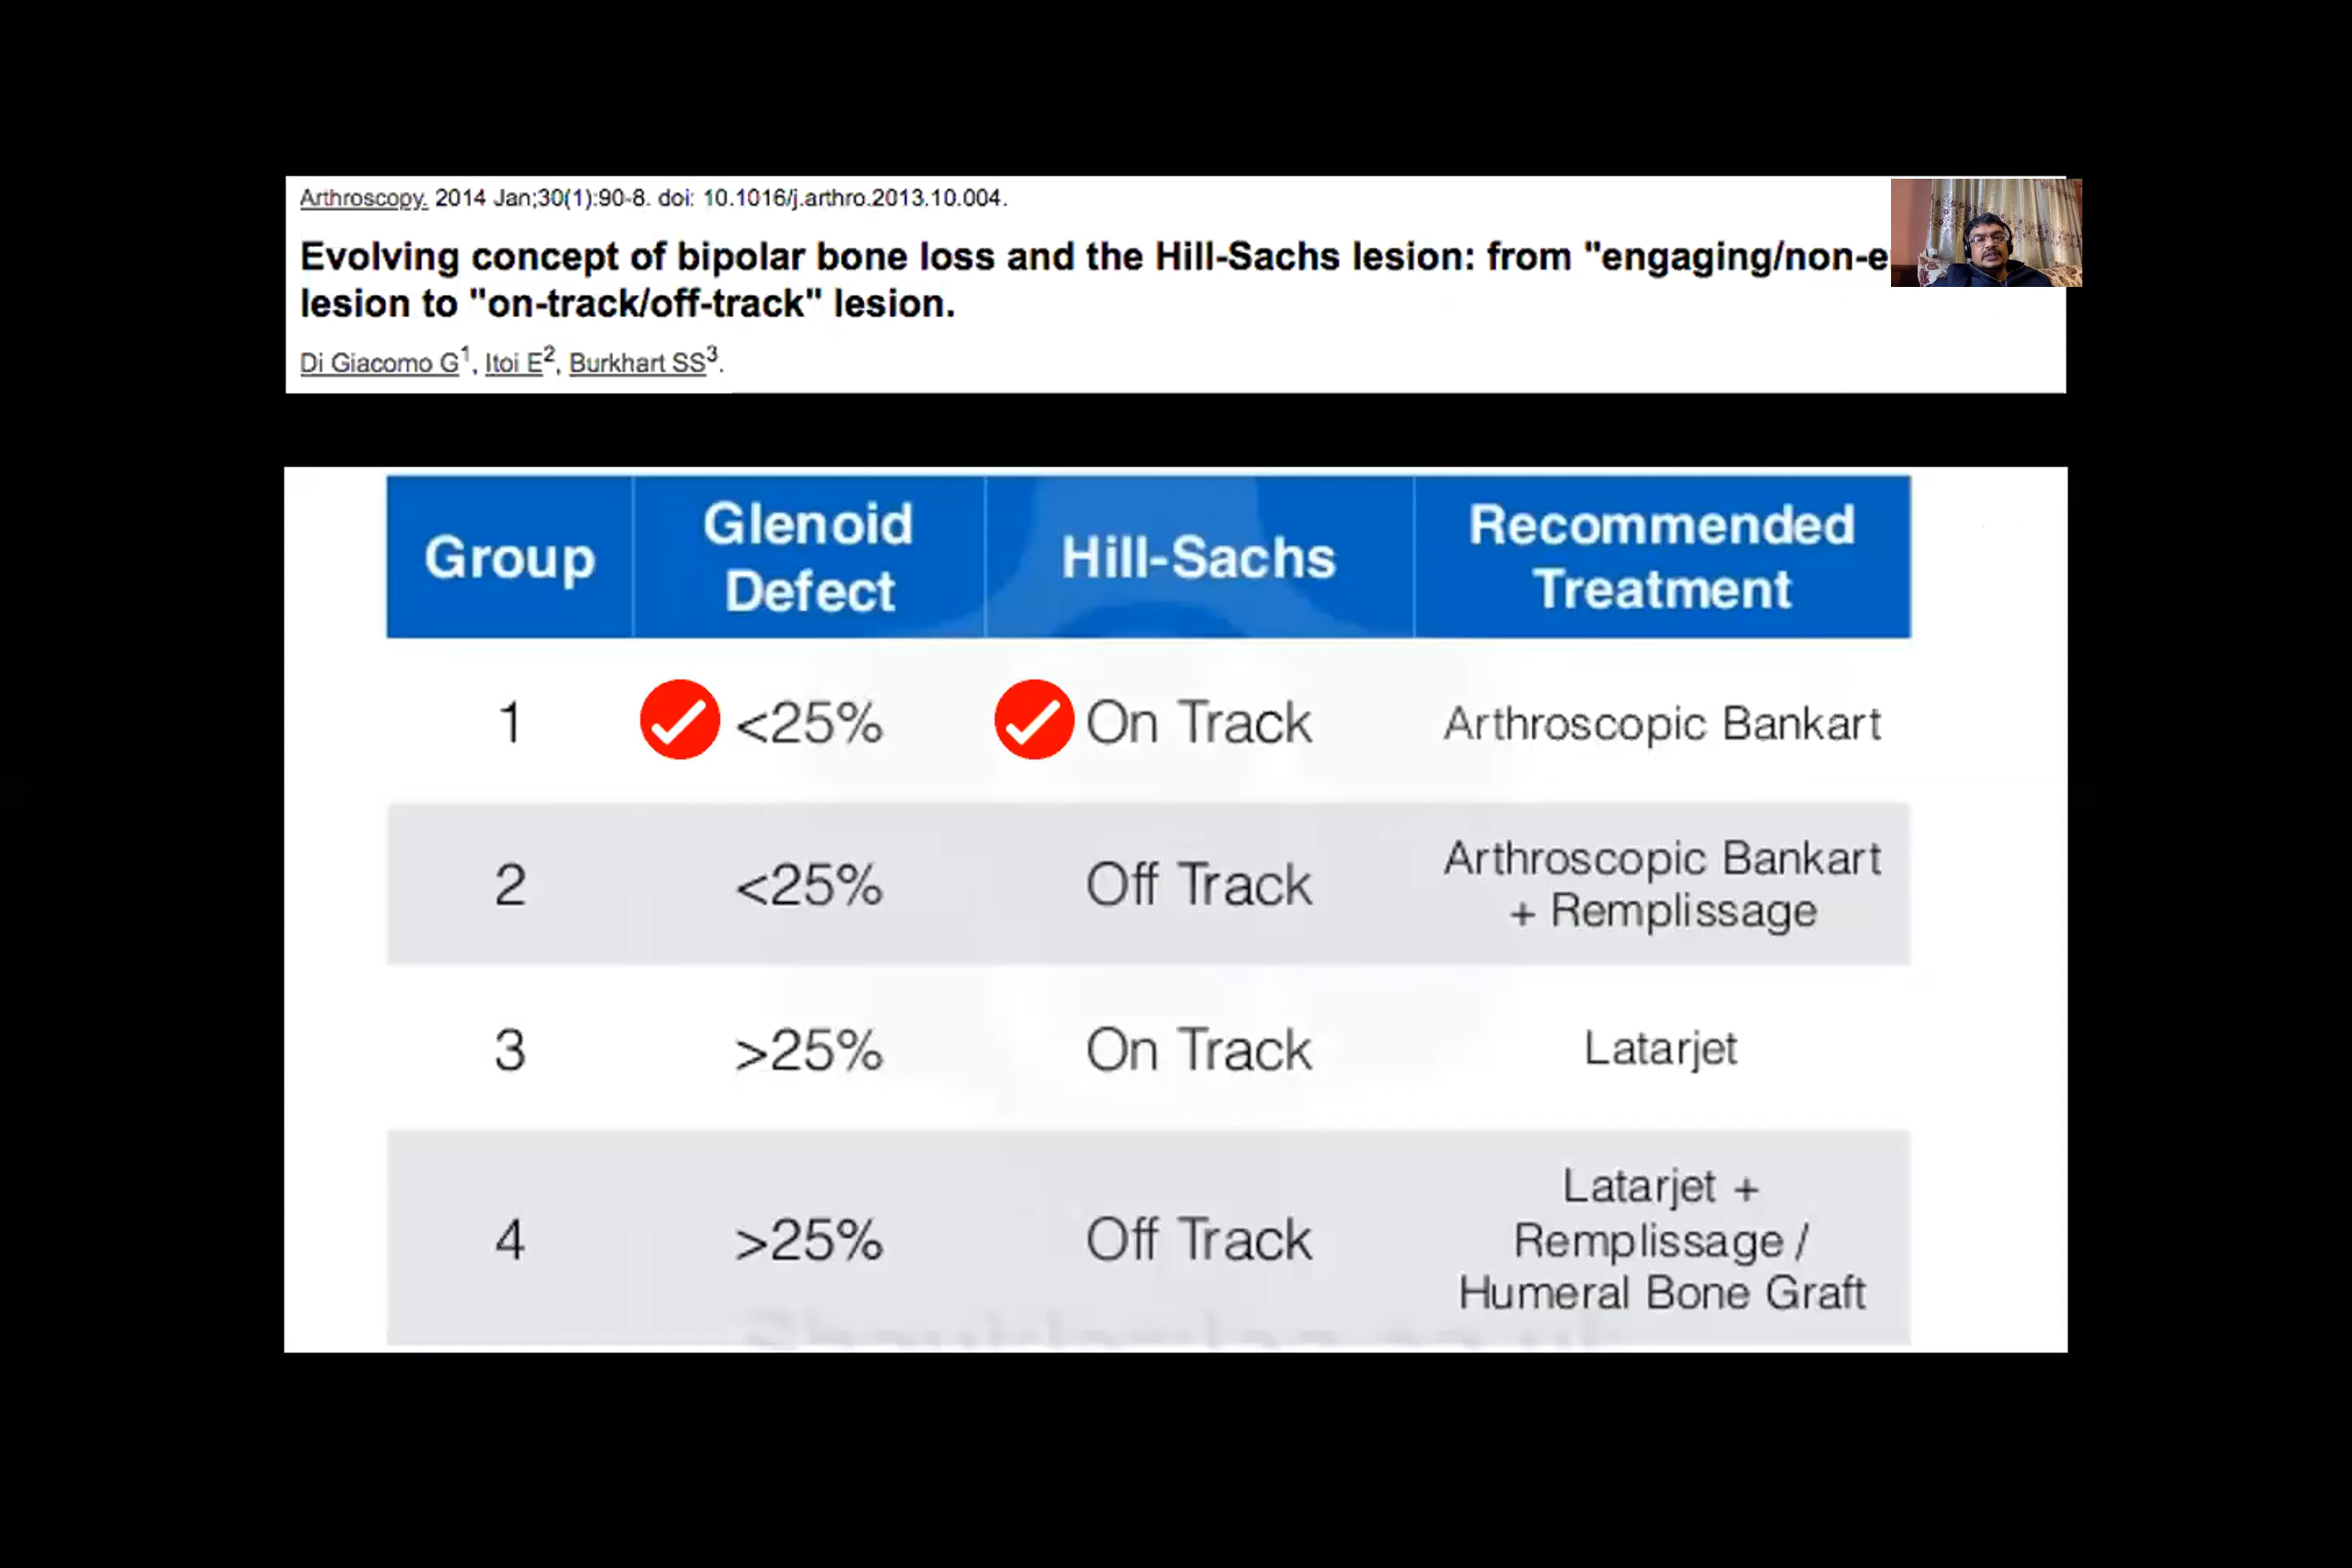 Arthroscopy. 2014 Jan;30(1):90-8. doi: 10.1016/j.arthro.2013.10.004.
Evolving concept of bipolar bone loss and the Hill-Sachs lesion: from "engaging/non-e
lesion to "on-track/off-track" lesion.
Di Giacomo G1, Itoi E2, Burkhart SS3.
Group Glenoid Defect Hill-Sachs Recommended Treatment
1 <25% On Track Arthroscopic Bankart
2 <25% Off Track Arthroscopic Bankart + Remplissage
3 >25% On Track Latarjet
4 >25% Off Track Latarjet + Remplissage / Humeral Bone Graft